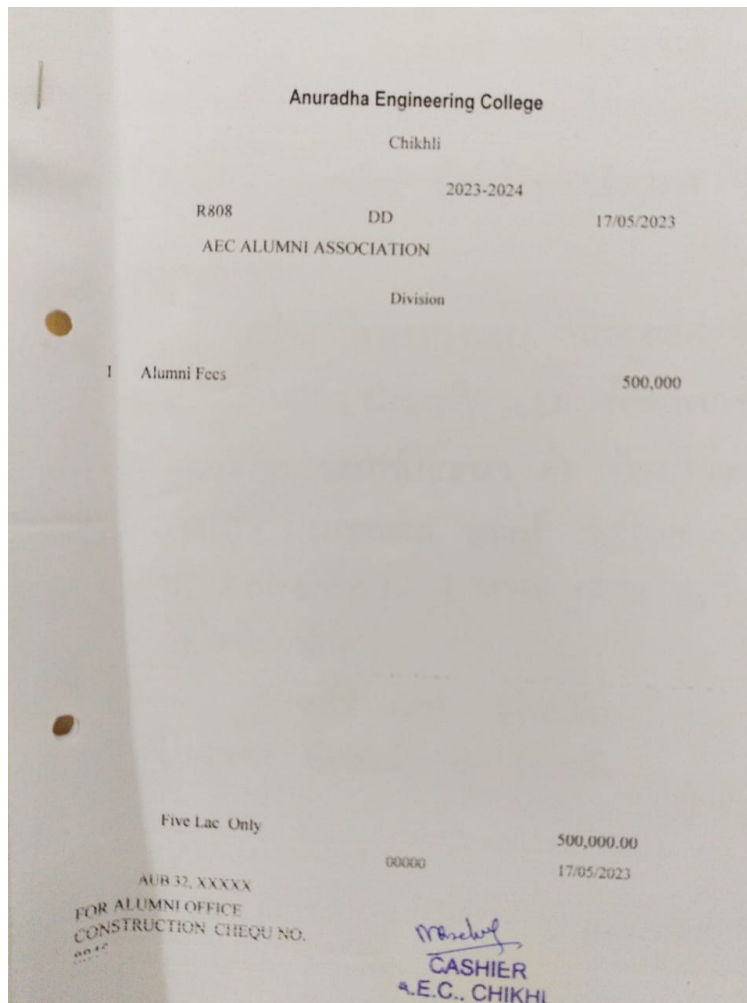 Anuradha Engineering College
Chikhli
2023-2024
R808 DD 17/05/2023
AEC ALUMNI ASSOCIATION
Division
1 Alumni Fees 500,000
Five Lac Only 500,000.00
00000 17/05/2023
AUB 32, XXXXX
FOR ALUMNI OFFICE
CONSTRUCTION CHEQU NO.
CASHIER
A.E.C., CHIKHLI